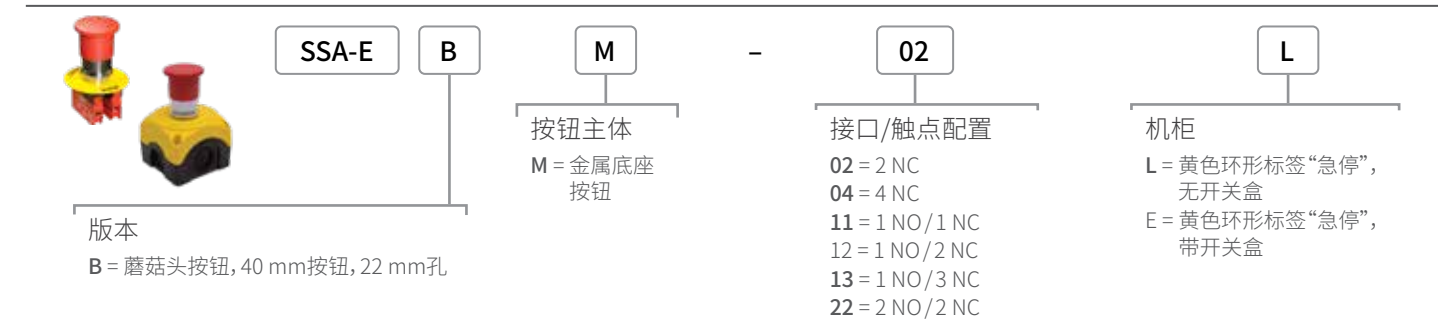 SSA-E B M – 02 L
版本
B = 蘑菇头按钮, 40 mm按钮, 22 mm孔
按钮主体
M = 金属底座
按钮
接口/触点配置
02 = 2 NC
04 = 4 NC
11 = 1 NO/1 NC
12 = 1 NO/2 NC
13 = 1 NO/3 NC
22 = 2 NO/2 NC
机柜
L = 黄色环形标签“急停”,
无开关盒
E = 黄色环形标签“急停”,
带开关盒